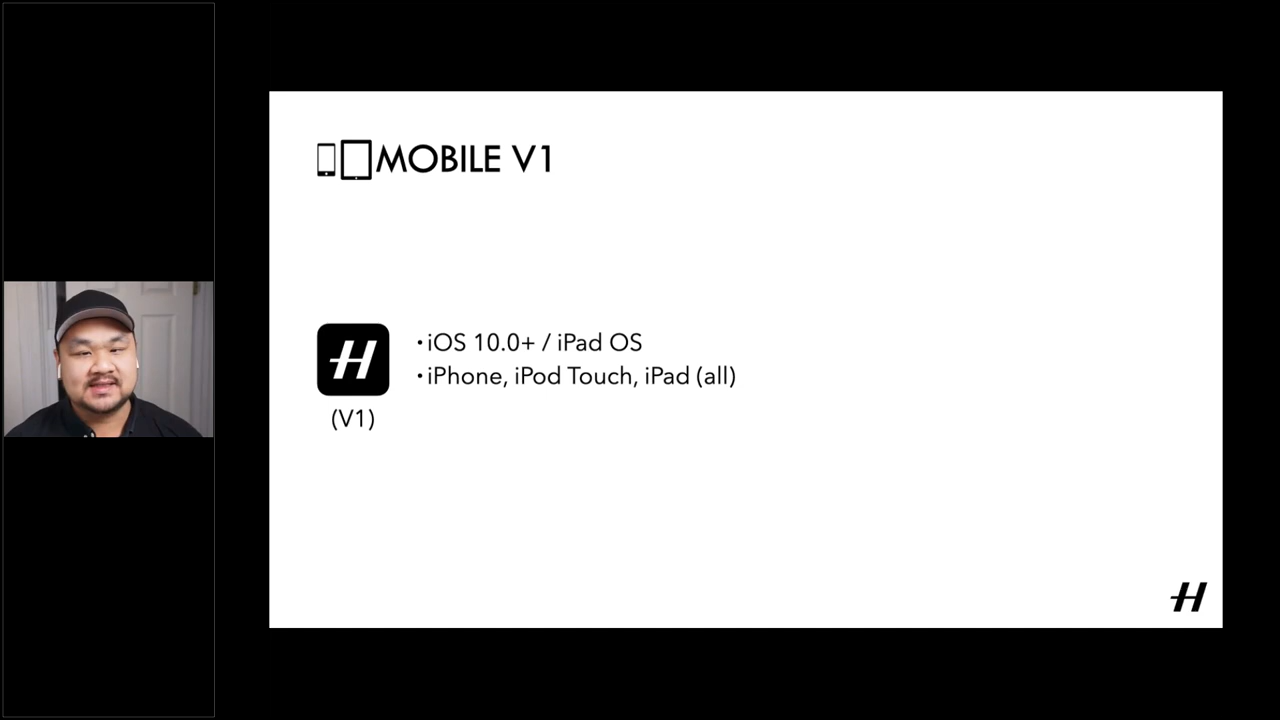 MOBILE V1
H
•iOS 10.0+ / iPad OS
•iPhone, iPod Touch, iPad (all)
(V1)
H